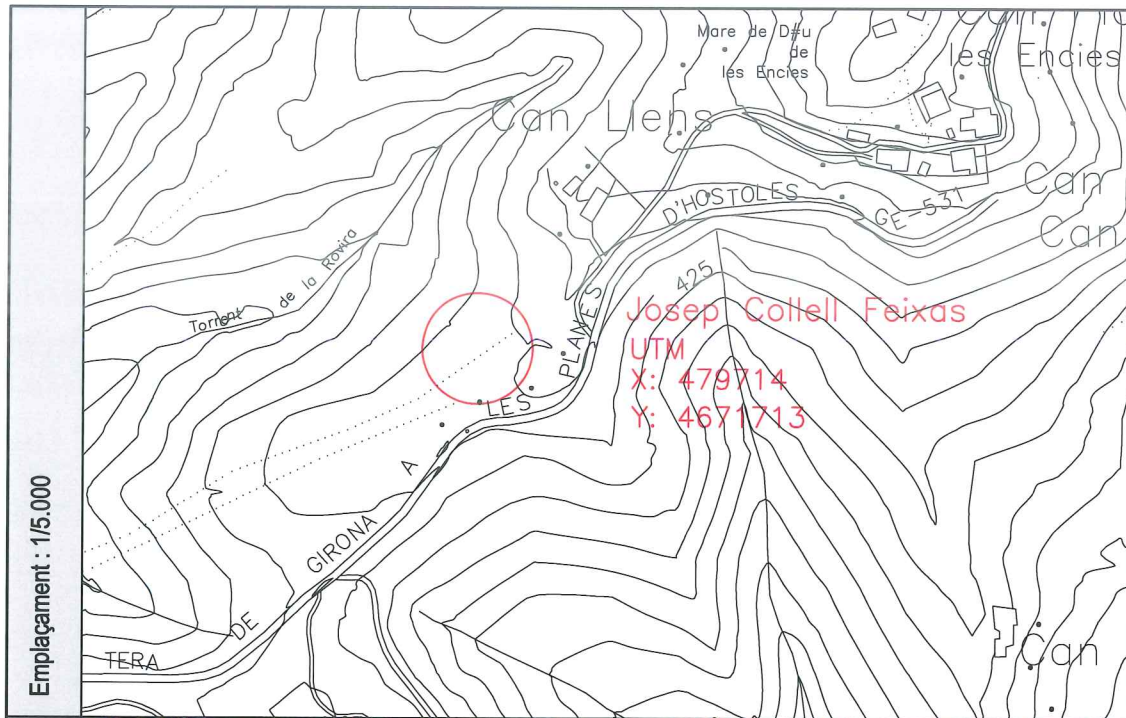 Emplaçament : 1/5.000
Mare de D#u
de
les Encies
les Encies
Can Llens
Can
Can
D'HOSTOLES
GE-531
Torrent de la Rovira
425
Josep Collell Feixas
UTM
X: 479714
Y: 4671713
PLANES
LES
A
GIRONA
DE
TERA
Can